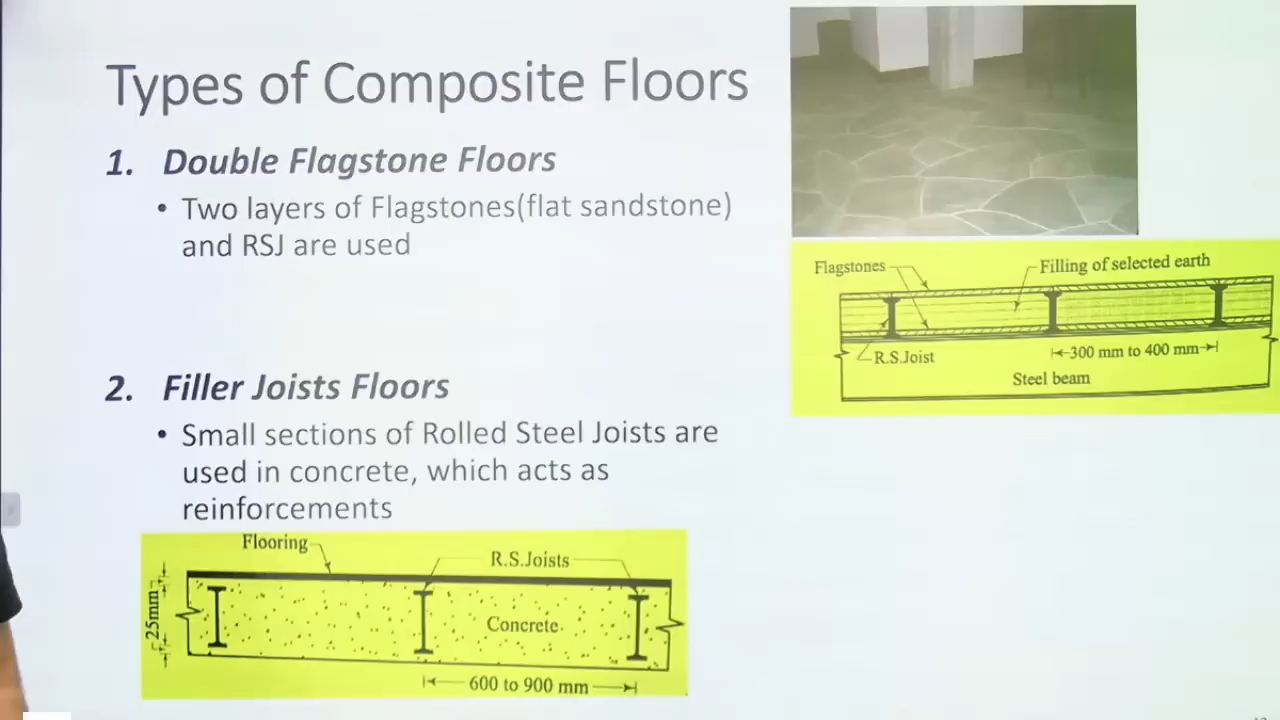 Types of Composite Floors
1. Double Flagstone Floors
• Two layers of Flagstones(flat sandstone)
and RSJ are used
Flagstones
Filling of selected earth
R.S.Joist
300 mm to 400 mm
Steel beam
2. Filler Joists Floors
• Small sections of Rolled Steel Joists are
used in concrete, which acts as
reinforcements
Flooring
R.S.Joists
25mm
Concrete
600 to 900 mm